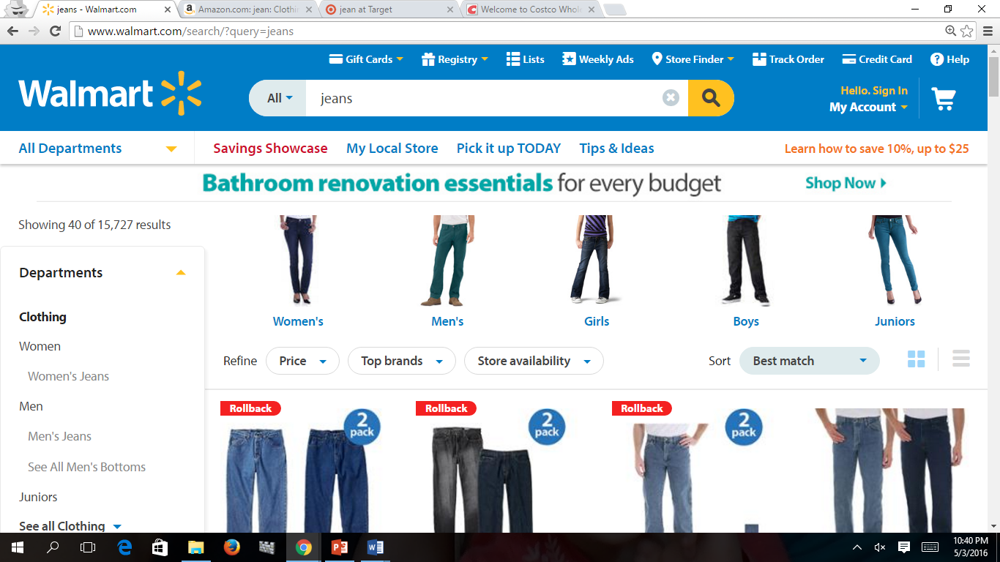 jeans - Walmart.com
Amazon.com: jean: Clothi
jean at Target
Welcome to Costco Whol
www.walmart.com/search/?query=jeans
Gift Cards Registry Lists Weekly Ads Store Finder Track Order Credit Card Help
Walmart
All jeans
Hello. Sign In
My Account
All Departments Savings Showcase My Local Store Pick it up TODAY Tips & Ideas Learn how to save 10%, up to $25
Bathroom renovation essentials for every budget Shop Now
Showing 40 of 15,727 results
Women's Men's Girls Boys Juniors
Refine Price Top brands Store availability Sort Best match
Departments
Clothing
Women
Women's Jeans
Men
Men's Jeans
See All Men's Bottoms
Juniors
See all Clothing
Rollback 2 pack
Rollback 2 pack
Rollback 2 pack
10:40 PM
5/3/2016